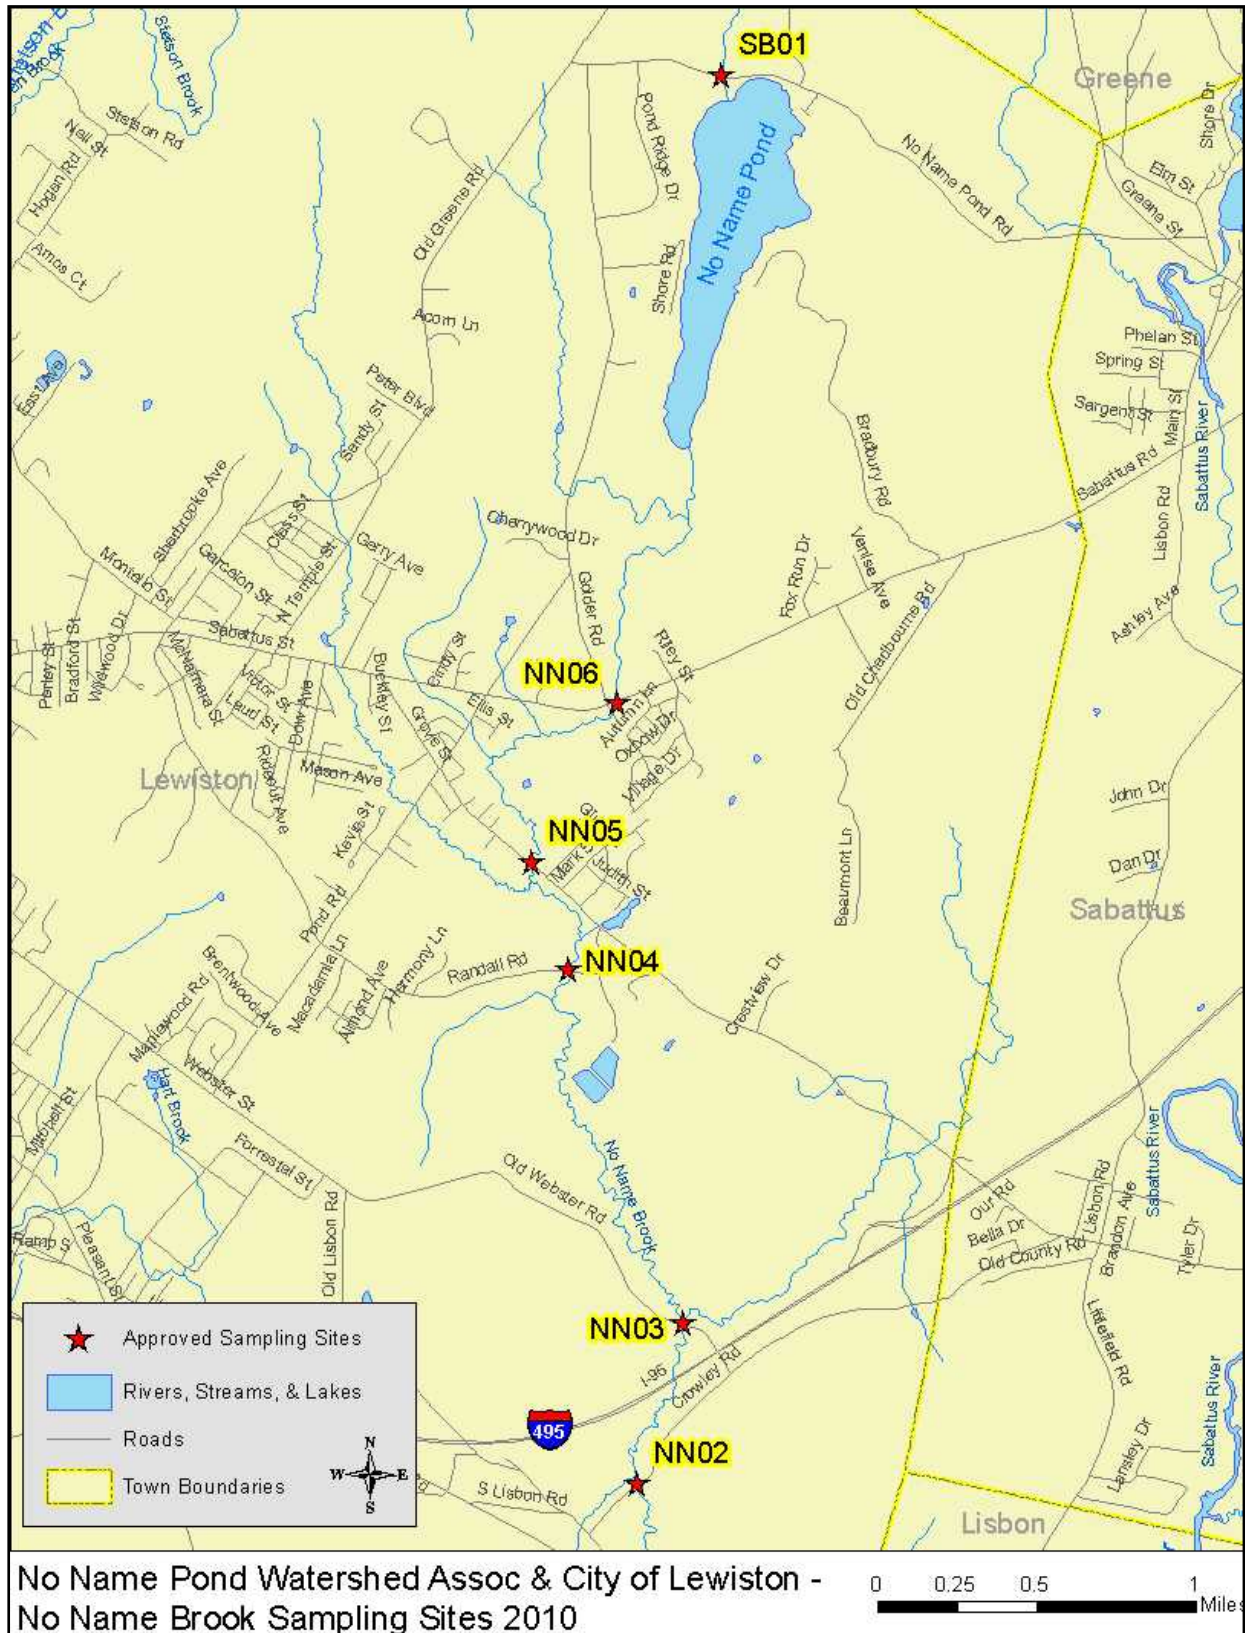 SB01
Greene
Stetson Brook
Stetson Rd
Nell St
Hogan Rd
Amos Ct
Old Greene Rd
Pond Ridge Dr
Shore Rd
No Name Pond
No Name Pond Rd
Shore Dr
Elm St
Greene St
Acorn Ln
Peter Blvd
Sandy St
East Ave
Phelan St
Spring St
Sargent St
Main St
Sabattus River
Sabattus Rd
Lisbon Rd
Bradbury Rd
Sherbrooke Ave
Montello St
Garcelon St
N Temple St
Gerry Ave
Cherrywood Dr
Golder Rd
Fox Run Dr
Venise Ave
Old Chadbourne Rd
Ashley Ave
Sabattus St
Perley St
Bradford St
Wildwood Dr
McNamara St
Victor St
Laud St
Dow Ave
Rideout Ave
Mason Ave
Buckley St
Grove St
Cindy St
Ellis St
NN06
Riley St
Autumn Ln
Oxbow Dr
Village Dr
Lewiston
Kavis St
NN05
Mark S
Judith St
Beaumont Ln
John Dr
Dan Dr
Sabattus
Pond Rd
Randall Rd
NN04
Harmony Ln
Almond Ave
Macadamia Ln
Brentwood Ave
Maplewood Rd
Webster St
Hart Brook
Mitchell St
Crestview Dr
Forrestal St
Old Lisbon Rd
Old Webster Rd
No Name Brook
Our Rd
Bella Dr
Old County Rd
Lisbon Rd
Brandon Ave
Tyler Dr
Sabattus River
Ramp S
Pleasant St
NN03
I-95
Crowley Rd
Littlefield Rd
Sabattus River
Lansley Dr
495
NN02
S Lisbon Rd
Rd
Lisbon
Approved Sampling Sites
Rivers, Streams, & Lakes
Roads
Town Boundaries
N
W E
S
No Name Pond Watershed Assoc & City of Lewiston -
No Name Brook Sampling Sites 2010
0 0.25 0.5 1
Miles